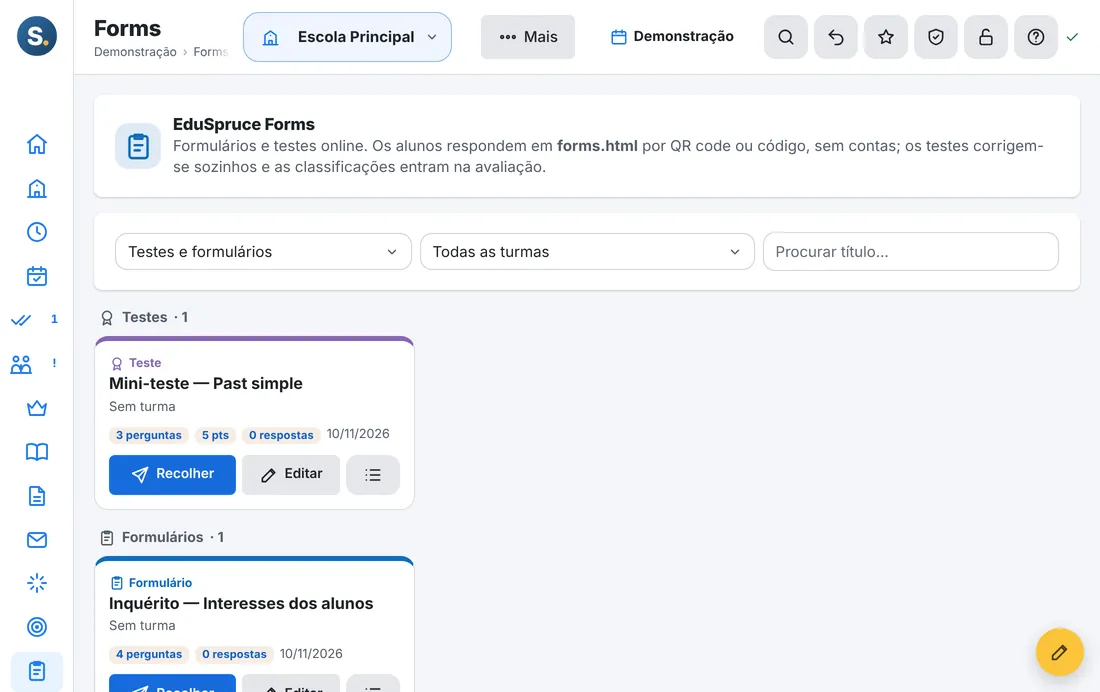 S.
Forms
Demonstração › Forms
Escola Principal
Mais
Demonstração
EduSpruce Forms
Formulários e testes online. Os alunos respondem em forms.html por QR code ou código, sem contas; os testes corrigem-
se sozinhos e as classificações entram na avaliação.
Testes e formulários
Todas as turmas
Procurar título...
1
!
Testes · 1
Teste
Mini-teste — Past simple
Sem turma
3 perguntas 5 pts 0 respostas 10/11/2026
Recolher
Editar
Formulários · 1
Formulário
Inquérito — Interesses dos alunos
Sem turma
4 perguntas 0 respostas 10/11/2026
Recolher
Editar